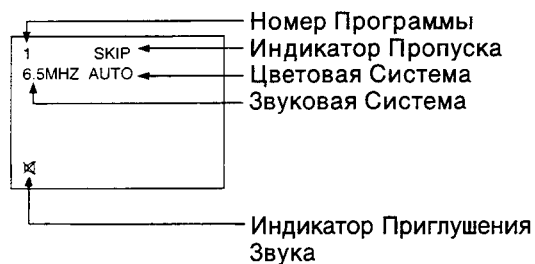 Номер Программы
1 SKIP
Индикатор Пропуска
6.5MHZ AUTO
Цветовая Система
Звуковая Система
Индикатор Приглушения
Звука